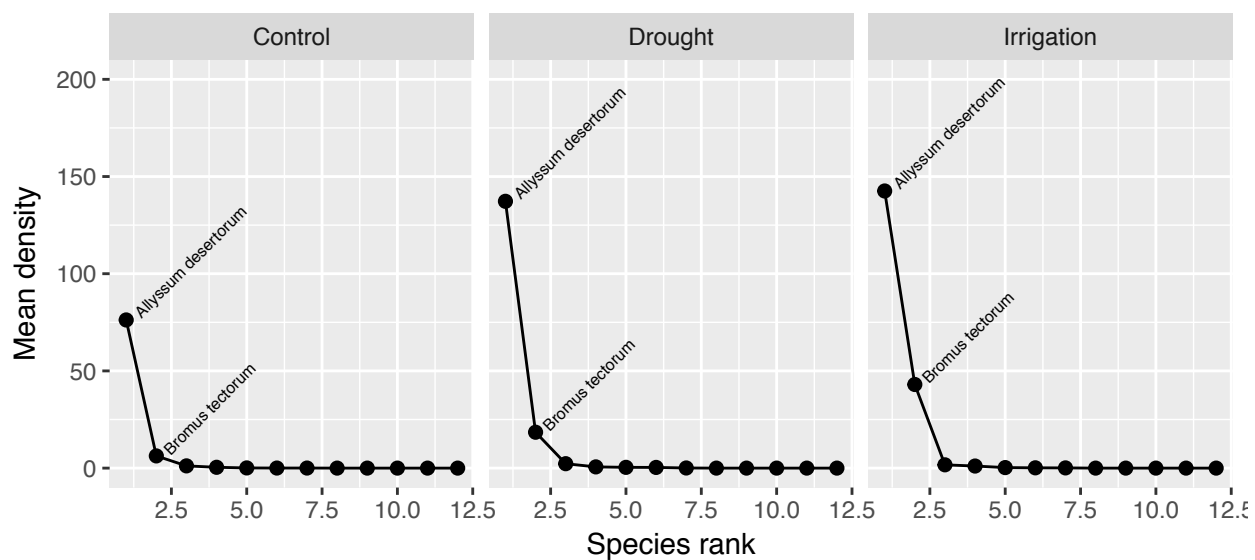 Control Drought Irrigation
200
150
100
50
0
Mean density
Allyssum desertorum
Bromus tectorum
Allyssum desertorum
Bromus tectorum
Allyssum desertorum
Bromus tectorum
2.5 5.0 7.5 10.0 12.5 2.5 5.0 7.5 10.0 12.5 2.5 5.0 7.5 10.0 12.5
Species rank